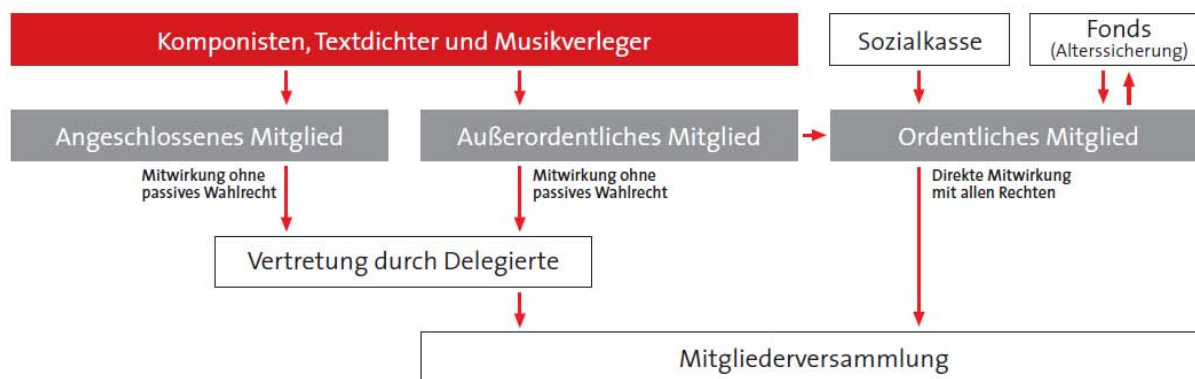 Komponisten, Textdichter und Musikverleger
Sozialkasse
Fonds
(Alterssicherung)
Angeschlossenes Mitglied
Außerordentliches Mitglied
Ordentliches Mitglied
Mitwirkung ohne
passives Wahlrecht
Mitwirkung ohne
passives Wahlrecht
Direkte Mitwirkung
mit allen Rechten
Vertretung durch Delegierte
Mitgliederversammlung